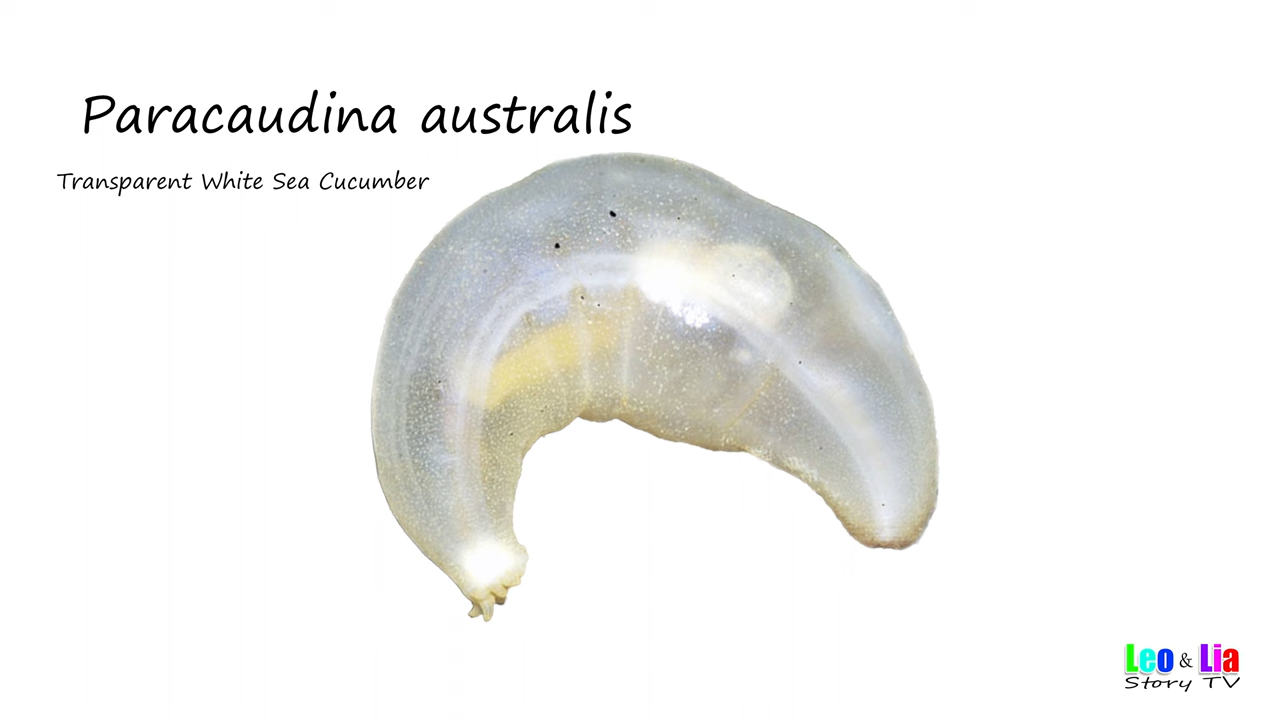 Paracaudina australis
Transparent White Sea Cucumber
Leo & Lia
Story TV